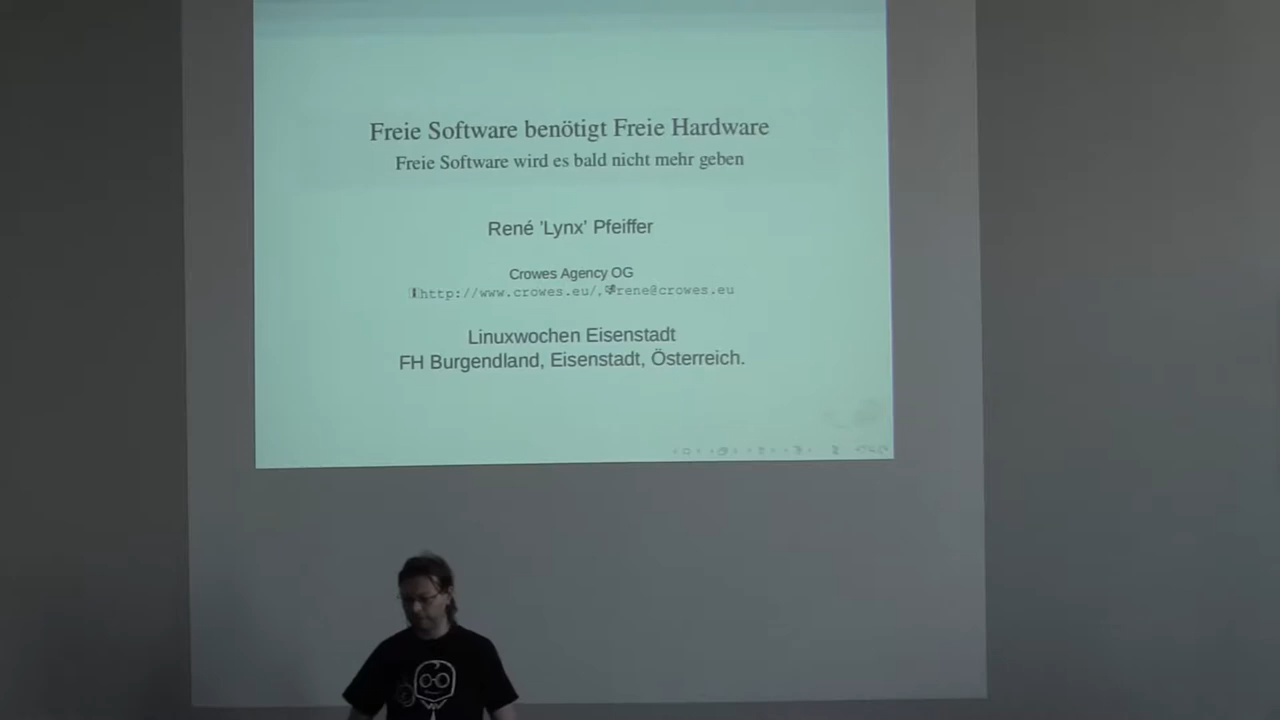 Freie Software benötigt Freie Hardware
Freie Software wird es bald nicht mehr geben
René 'Lynx' Pfeiffer
Crowes Agency OG
http://www.crowes.eu/, rene@crowes.eu
Linuxwochen Eisenstadt
FH Burgendland, Eisenstadt, Österreich.